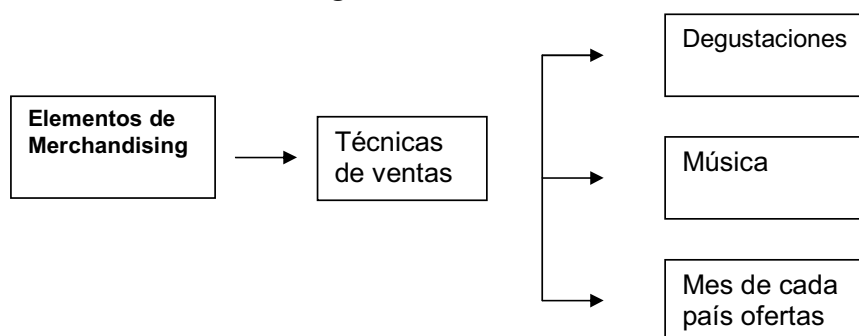 Degustaciones
Elementos de
Merchandising
Técnicas
de ventas
Música
Mes de cada
país ofertas